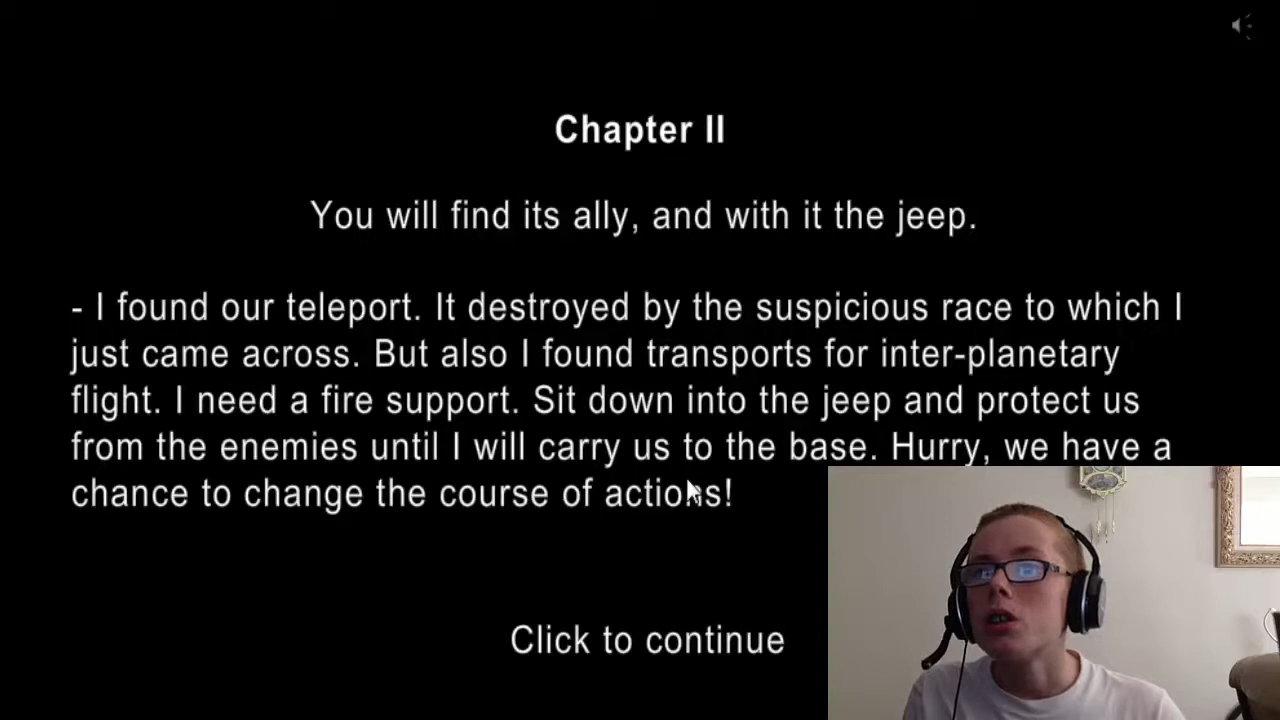 Chapter II
You will find its ally, and with it the jeep.
- I found our teleport. It destroyed by the suspicious race to which I
just came across. But also I found transports for inter-planetary
flight. I need a fire support. Sit down into the jeep and protect us
from the enemies until I will carry us to the base. Hurry, we have a
chance to change the course of actions!
Click to continue